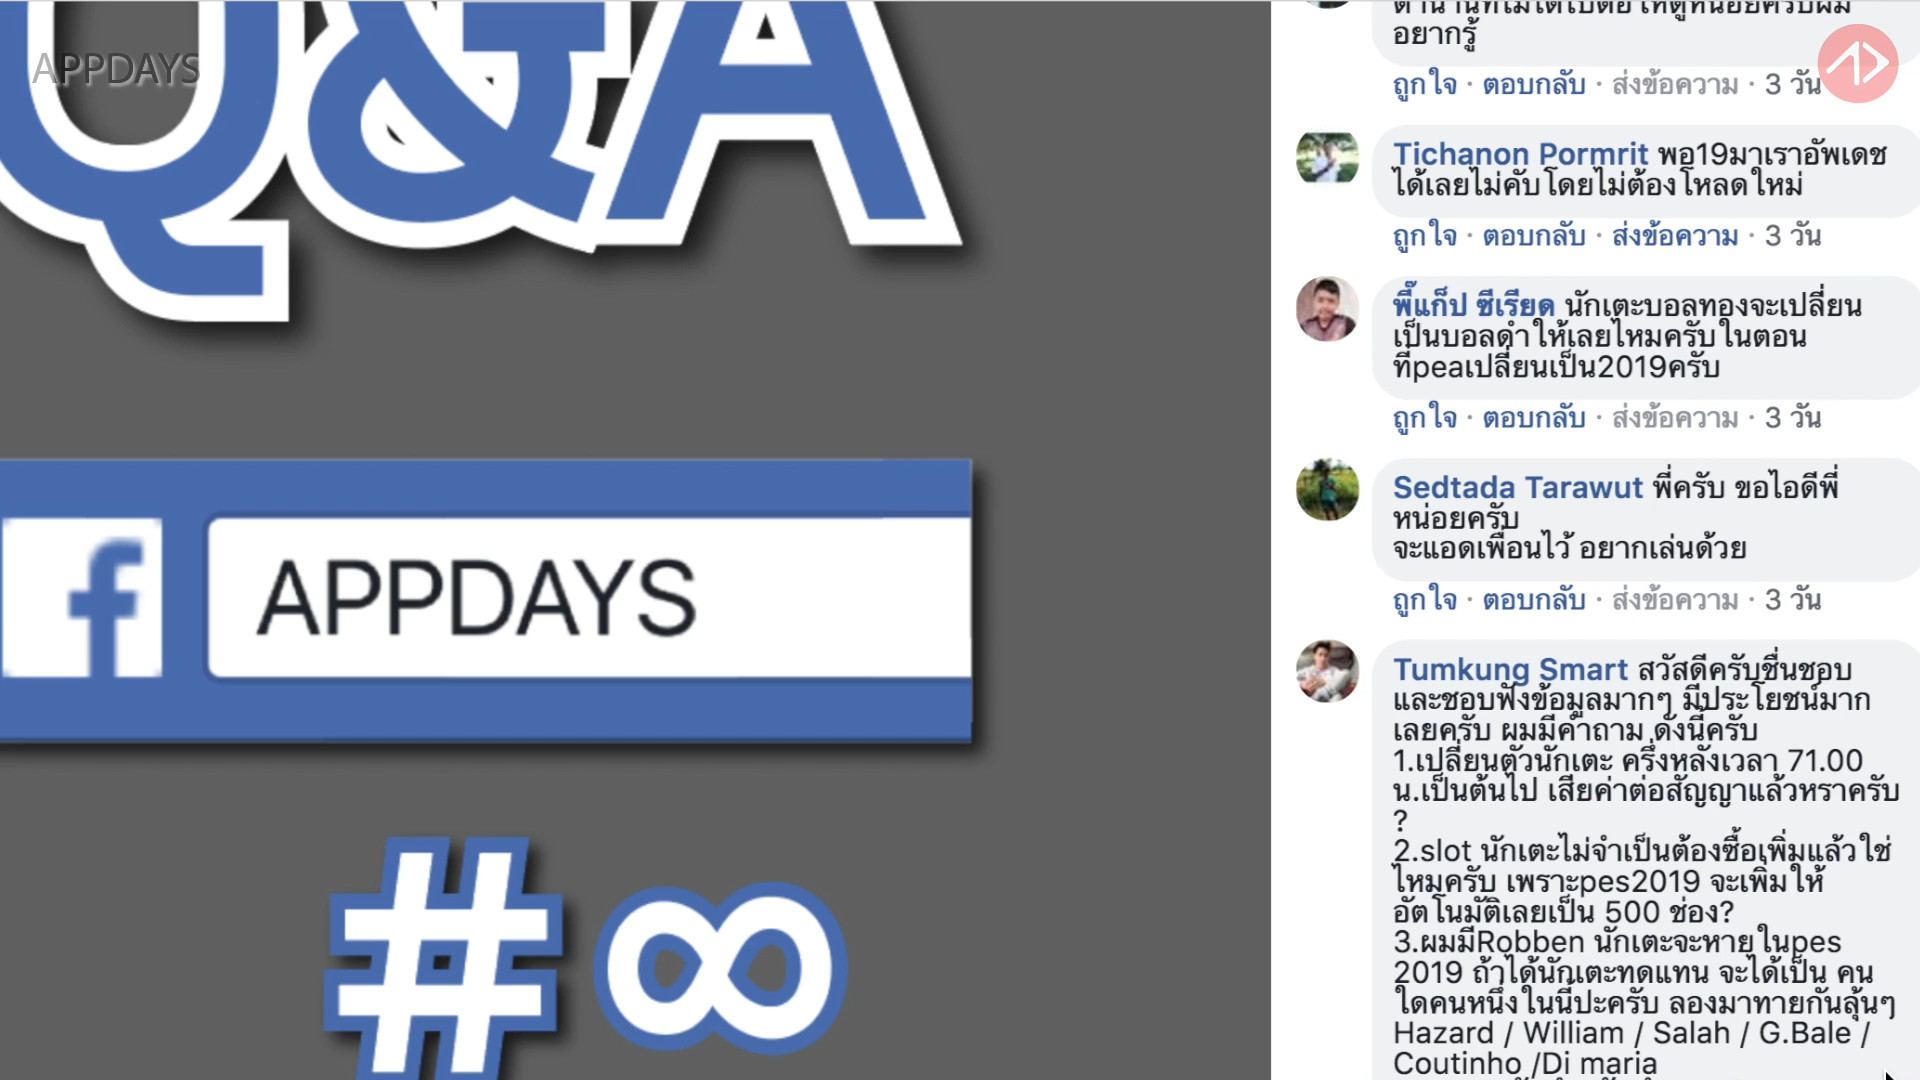 Q&A
APPDAYS
f APPDAYS
#∞
อยากรู้
ถูกใจ · ตอบกลับ · ส่งข้อความ · 3 วัน
Tichanon Pormrit พอ19มาเราอัพเดช
ได้เลยไม่คับโดยไม่ต้องโหลดใหม่
ถูกใจ · ตอบกลับ · ส่งข้อความ · 3 วัน
พี๊แก็ป ซีเรียด นักเตะบอลทองจะเปลี่ยน
เป็นบอลดำให้เลยไหมครับในตอน
ที่peaเปลี่ยนเป็น2019ครับ
ถูกใจ · ตอบกลับ · ส่งข้อความ · 3 วัน
Sedtada Tarawut พี่ครับ ขอไอดีพี่
หน่อยครับ
จะแอดเพื่อนไว้ อยากเล่นด้วย
ถูกใจ · ตอบกลับ · ส่งข้อความ · 3 วัน
Tumkung Smart สวัสดีครับชื่นชอบ
และชอบฟังข้อมูลมากๆ มีประโยชน์มาก
เลยครับ ผมมีคำถาม ดังนี้ครับ
1.เปลี่ยนตัวนักเตะ ครึ่งหลังเวลา 71.00
น.เป็นต้นไป เสียค่าต่อสัญญาแล้วหราครับ
?
2.slot นักเตะไม่จำเป็นต้องซื้อเพิ่มแล้วใช่
ไหมครับ เพราะpes2019 จะเพิ่มให้
อัตโนมัติเลยเป็น 500 ช่อง?
3.ผมมีRobben นักเตะจะหายในpes
2019 ถ้าได้นักเตะทดแทน จะได้เป็น คน
ใดคนหนึ่งในนี้ปะครับ ลองมาทายกันลุ้นๆ
Hazard / William / Salah / G.Bale /
Coutinho /Di maria